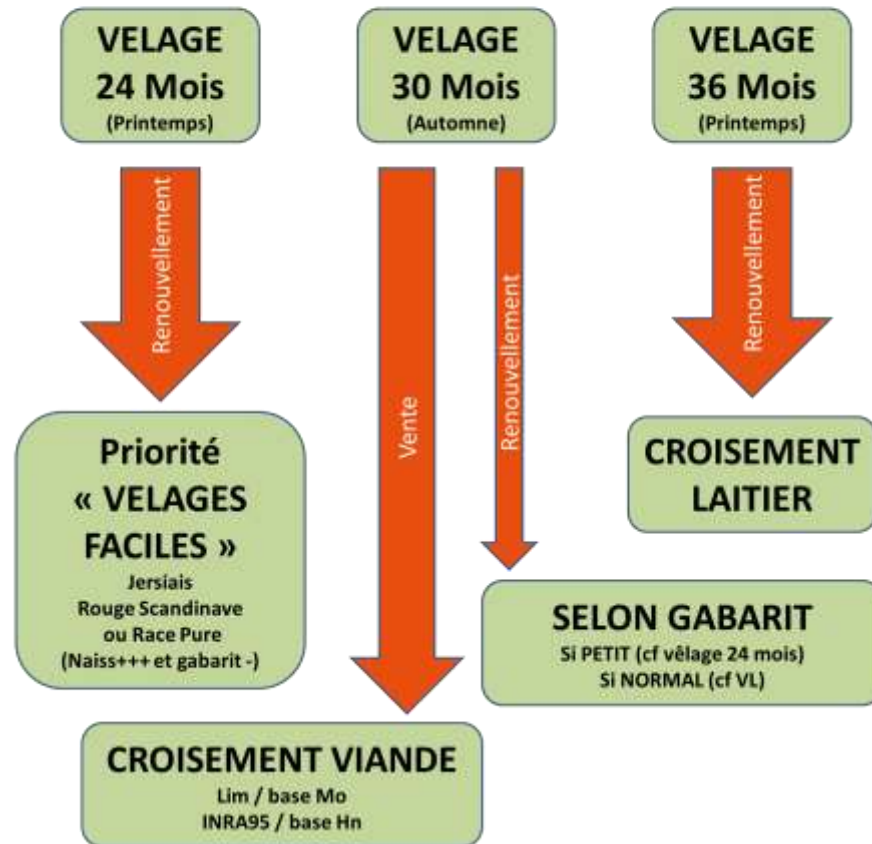 VELAGE
24 Mois
(Printemps)
VELAGE
30 Mois
(Automne)
VELAGE
36 Mois
(Printemps)
Renouvellement
Vente
Renouvellement
Renouvellement
Priorité
« VELAGES
FACILES »
Jersiais
Rouge Scandinave
ou Race Pure
(Naiss+++ et gabarit -)
CROISEMENT
LAITIER
SELON GABARIT
Si PETIT (cf vêlage 24 mois)
Si NORMAL (cf VL)
CROISEMENT VIANDE
Lim / base Mo
INRA95 / base Hn